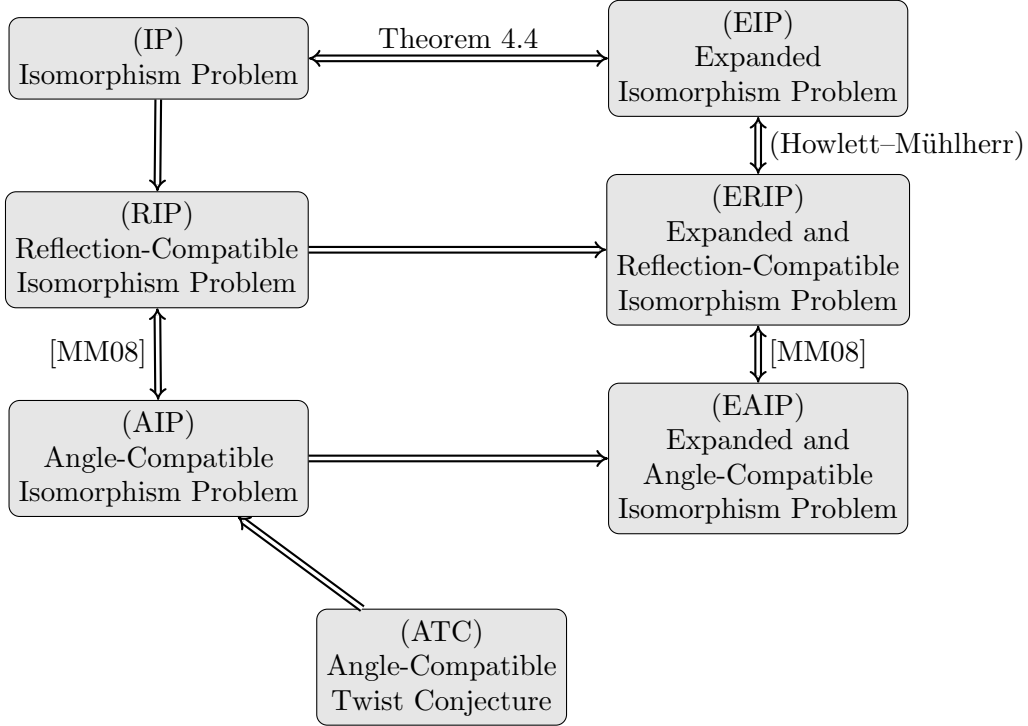 (IP)
Isomorphism Problem
Theorem 4.4
(EIP)
Expanded
Isomorphism Problem
(Howlett–Mühlherr)
(RIP)
Reflection-Compatible
Isomorphism Problem
(ERIP)
Expanded and
Reflection-Compatible
Isomorphism Problem
[MM08]
[MM08]
(AIP)
Angle-Compatible
Isomorphism Problem
(EAIP)
Expanded and
Angle-Compatible
Isomorphism Problem
(ATC)
Angle-Compatible
Twist Conjecture